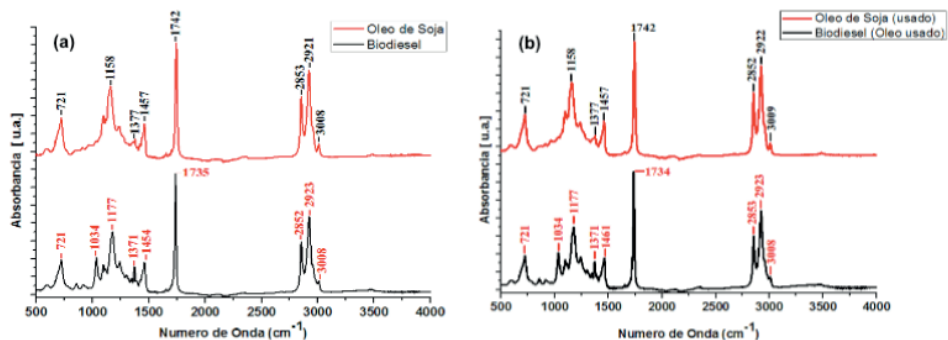 (a)
Oleo de Soja
Biodiesel
Absorbancia [ u.a.]
721
1158
1377
1457
1742
2853
2921
3008
721
1034
1177
1371
1454
1735
2852
2923
3008
500 1000 1500 2000 2500 3000 3500 4000
Numero de Onda (cm-1)
(b)
Oleo de Soja (usado)
Biodiesel (Oleo usado)
Absorbancia [ u.a.]
721
1158
1377
1457
1742
2852
2922
3009
721
1034
1177
1371
1461
1734
2853
2923
3008
500 1000 1500 2000 2500 3000 3500 4000
Numero de Onda (cm-1)